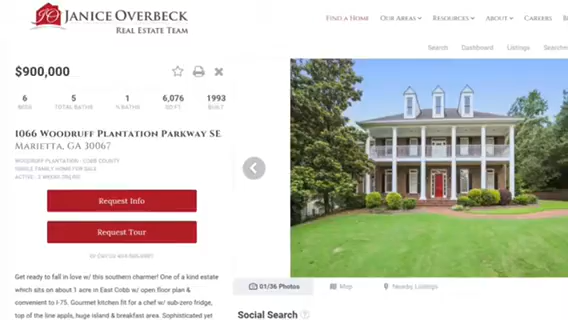 Janice Overbeck
Real Estate Team
Find a Home
Our Areas
Resources
About
Careers
Search
Dashboard
Listings
$900,000
6
5
1
6,076
1993
BEDS
TOTAL BATHS
½ BATHS
SQ FT
BUILT
1066 Woodruff Plantation Parkway SE
Marietta, GA 30067
WOODRUFF PLANTATION - COBB COUNTY
SINGLE FAMILY HOME FOR SALE
Request Info
Request Tour
Get ready to fall in love w/ this southern charmer! One of a kind estate
which sits on about 1 acre in East Cobb w/ open floor plan &
convenient to I-75. Gourmet kitchen fit for a chef w/ sub-zero fridge,
top of the line appls, huge island & breakfast area. Sophisticated yet
01/36 Photos
Map
Nearby Listings
Social Search